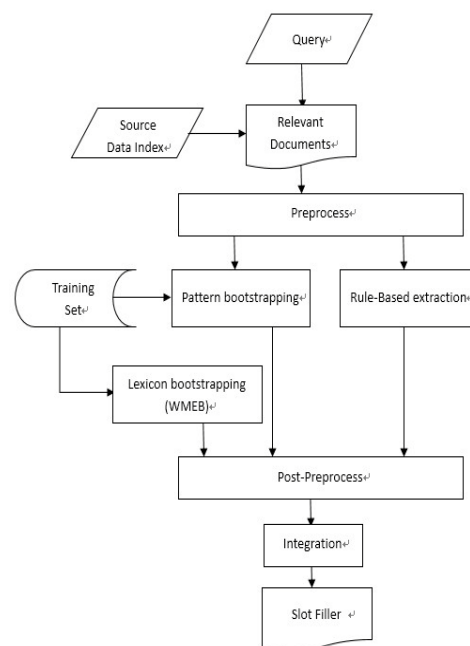 Query
Source
Data Index
Relevant
Documents
Preprocess
Training
Set
Pattern bootstrapping
Rule-Based extraction
Lexicon bootstrapping
(WMEB)
Post-Preprocess
Integration
Slot Filler